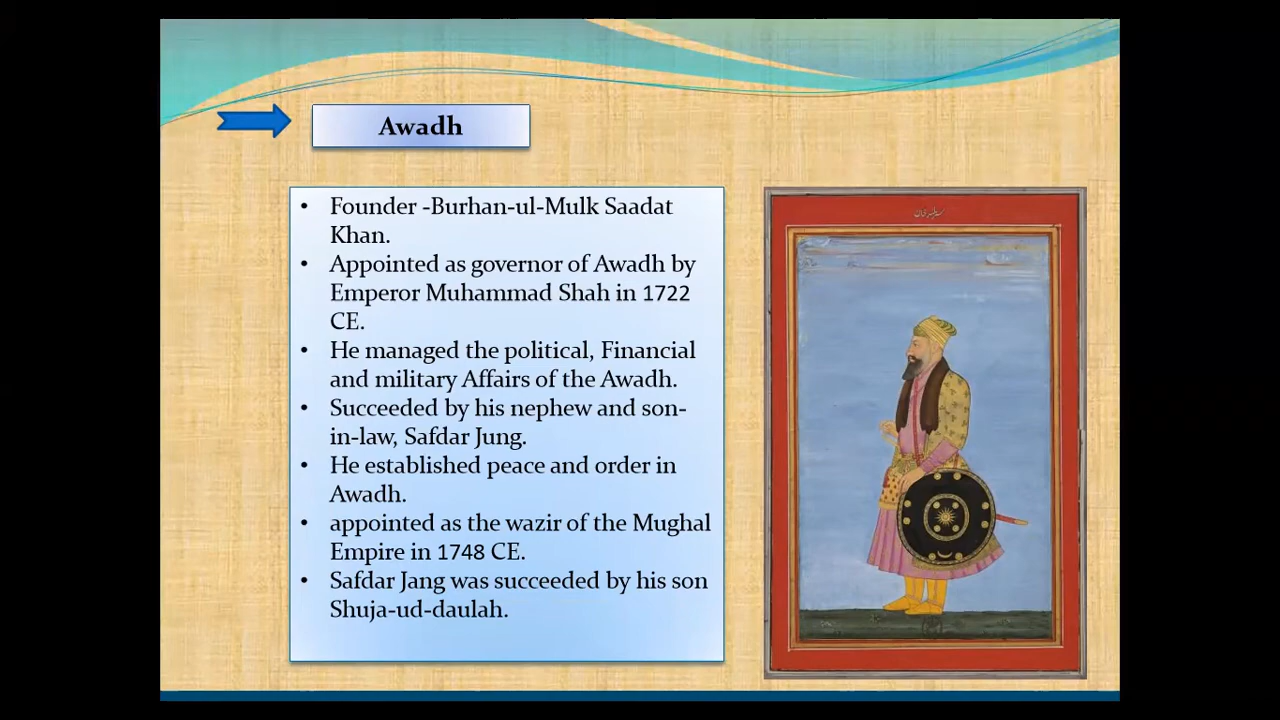 Awadh
• Founder -Burhan-ul-Mulk Saadat
Khan.
• Appointed as governor of Awadh by
Emperor Muhammad Shah in 1722
CE.
• He managed the political, Financial
and military Affairs of the Awadh.
• Succeeded by his nephew and son-
in-law, Safdar Jung.
• He established peace and order in
Awadh.
• appointed as the wazir of the Mughal
Empire in 1748 CE.
• Safdar Jang was succeeded by his son
Shuja-ud-daulah.